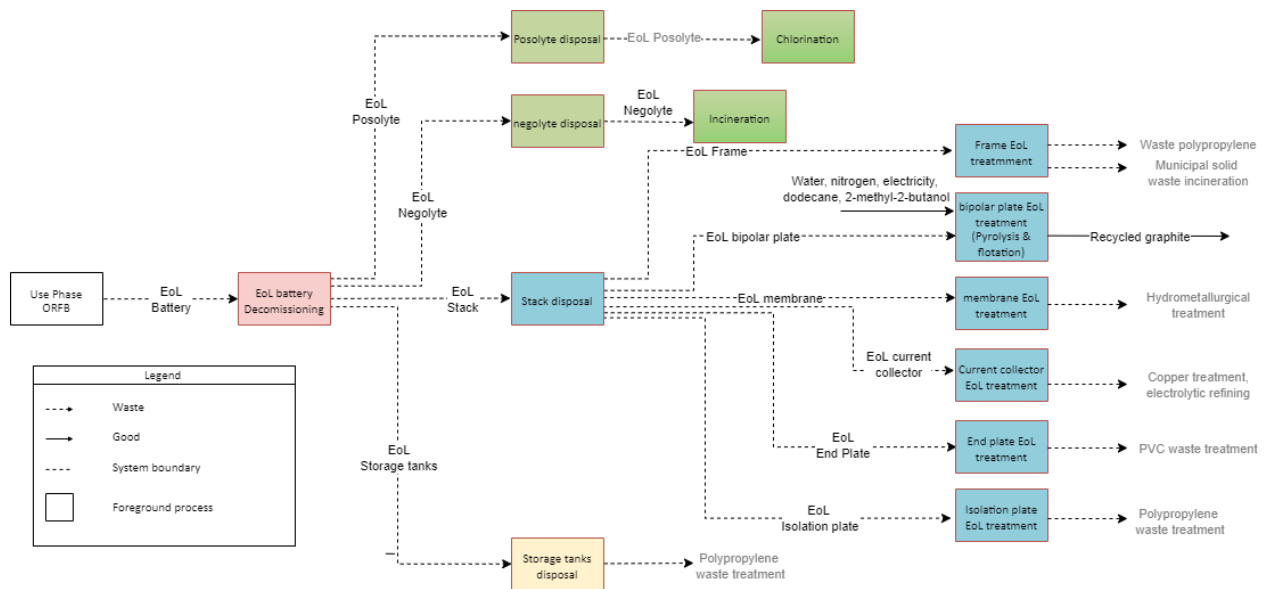 Posolyte disposal
EoL Posolyte
Chlorination
EoL
Posolyte
negolyte disposal
EoL
Negolyte
Incineration
EoL
Negolyte
EoL Frame
Frame EoL
treatmment
Waste polypropylene
Municipal solid
waste incineration
Water, nitrogen, electricity,
dodecane, 2-methyl-2-butanol
bipolar plate EoL
treatment
(Pyrolysis &
flotation)
EoL bipolar plate
Recycled graphite
Use Phase
ORFB
EoL
Battery
EoL battery
Decomissioning
EoL
Stack
Stack disposal
EoL membrane
membrane EoL
treatment
Hydrometallurgical
treatment
EoL current
collector
Current collector
EoL treatment
Copper treatment,
electrolytic refining
EoL
End Plate
End plate EoL
treatment
PVC waste treatment
EoL
Isolation plate
Isolation plate
EoL treatment
Polypropylene
waste treatment
EoL
Storage tanks
Storage tanks
disposal
Polypropylene
waste treatment
Legend
Waste
Good
System boundary
Foreground process